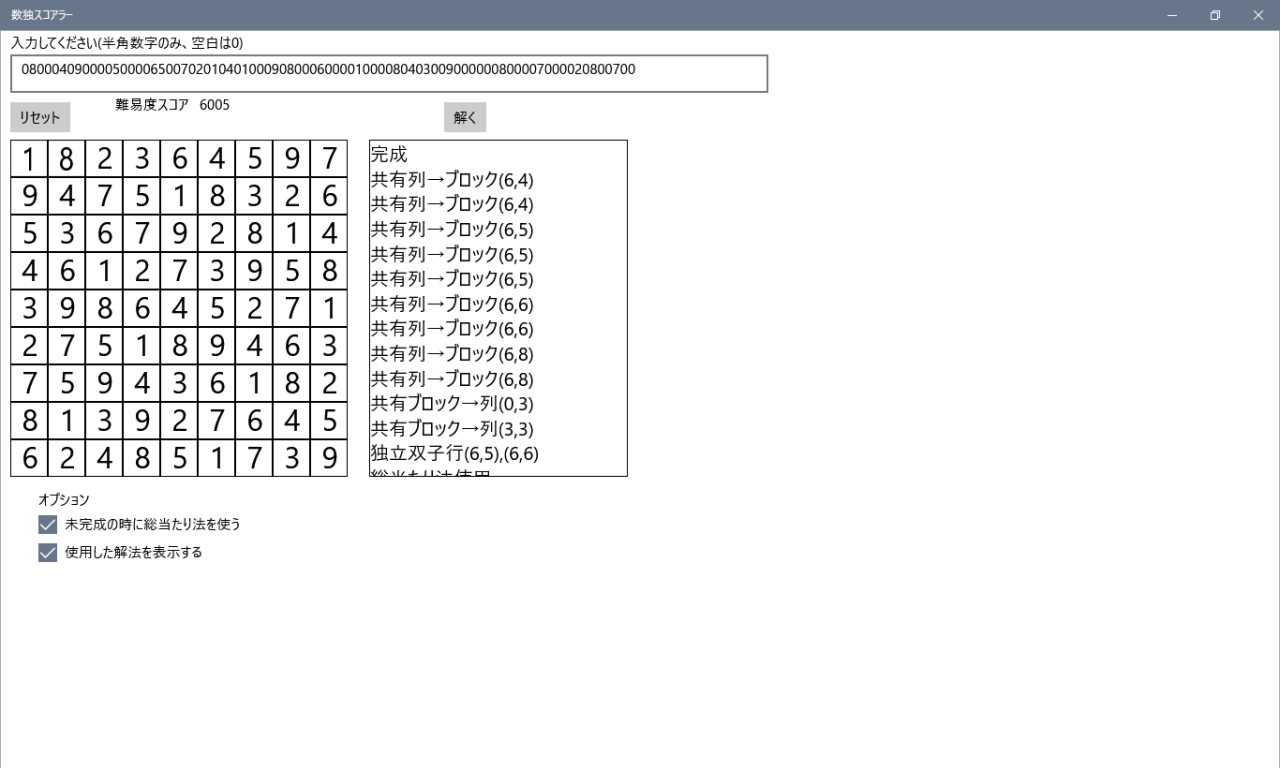 数独スコアラー
入力してください(半角数字のみ、空白は0)
080004090000500006500702010401000908000600001000080403009000000800007000020800700
難易度スコア 6005
リセット
解く
1 8 2 3 6 4 5 9 7
9 4 7 5 1 8 3 2 6
5 3 6 7 9 2 8 1 4
4 6 1 2 7 3 9 5 8
3 9 8 6 4 5 2 7 1
2 7 5 1 8 9 4 6 3
7 5 9 4 3 6 1 8 2
8 1 3 9 2 7 6 4 5
6 2 4 8 5 1 7 3 9
完成
共有列→ブロック(6,4)
共有列→ブロック(6,4)
共有列→ブロック(6,5)
共有列→ブロック(6,5)
共有列→ブロック(6,5)
共有列→ブロック(6,6)
共有列→ブロック(6,6)
共有列→ブロック(6,8)
共有列→ブロック(6,8)
共有ブロック→列(0,3)
共有ブロック→列(3,3)
独立双子行(6,5),(6,6)
総当たり法使用
オプション
未完成の時に総当たり法を使う
使用した解法を表示する